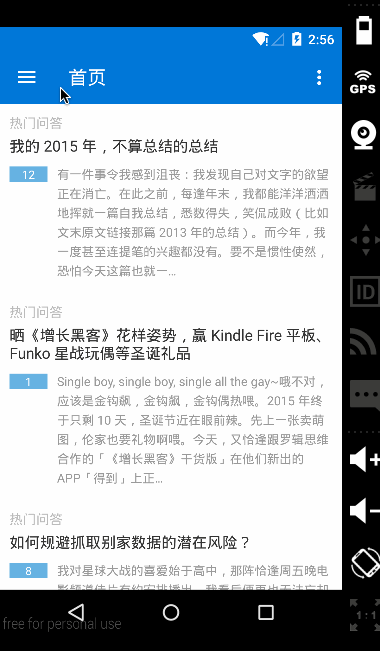 2:56
首页
GPS
热门问答
我的 2015 年，不算总结的总结
12
有一件事令我感到沮丧：我发现自己对文字的欲望
正在消亡。在此之前，每逢年末，我都能洋洋洒洒
地挥就一篇自我总结，悉数得失，笑侃成败（比如
文末原文链接那篇 2013 年的总结）。而今年，我
一度甚至连提笔的兴趣都没有。要不是惯性使然，
恐怕今天这篇也就一...
ID
热门问答
晒《增长黑客》花样姿势，赢 Kindle Fire 平板、
Funko 星战玩偶等圣诞礼品
1
Single boy, single boy, single all the gay~哦不对，
应该是金钩飙，金钩飙，金钩偶热喂。2015 年终
于只剩 10 天，圣诞节近在眼前辣。先上一张卖萌
图，伦家也要礼物啊喂。今天，又恰逢跟罗辑思维
合作的「《增长黑客》干货版」在他们新出的
APP「得到」上正...
热门问答
如何规避抓取别家数据的潜在风险？
8
我对星球大战的喜爱始于高中，那阵恰逢周五晚电
free for personal use
1:1